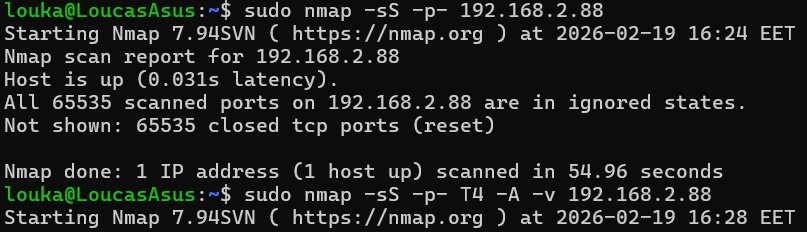 louka@LoucasAsus:~$ sudo nmap -sS -p- 192.168.2.88
Starting Nmap 7.94SVN ( https://nmap.org ) at 2026-02-19 16:24 EET
Nmap scan report for 192.168.2.88
Host is up (0.031s latency).
All 65535 scanned ports on 192.168.2.88 are in ignored states.
Not shown: 65535 closed tcp ports (reset)

Nmap done: 1 IP address (1 host up) scanned in 54.96 seconds
louka@LoucasAsus:~$ sudo nmap -sS -p- T4 -A -v 192.168.2.88
Starting Nmap 7.94SVN ( https://nmap.org ) at 2026-02-19 16:28 EET